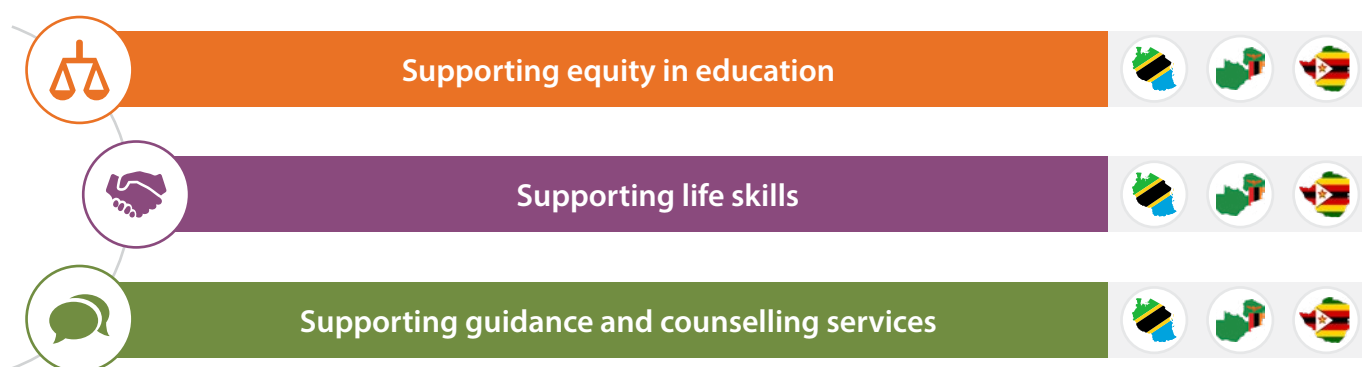 Supporting equity in education
Supporting life skills
Supporting guidance and counselling services